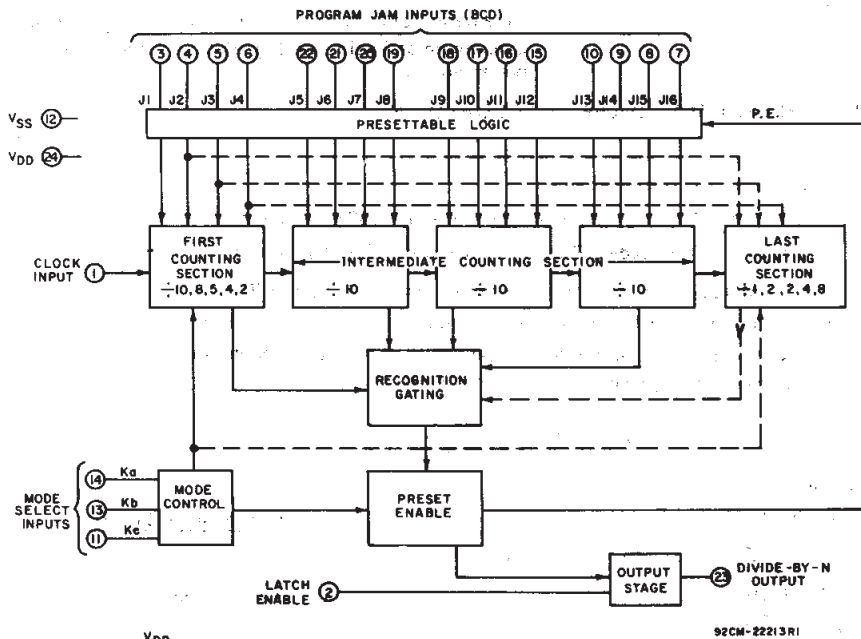 PROGRAM JAM INPUTS (BCD)
3 4 5 6 22 21 20 19 18 17 16 15 10 9 8 7
J1 J2 J3 J4 J5 J6 J7 J8 J9 J10 J11 J12 J13 J14 J15 J16
VSS 12
PRESETTABLE LOGIC
P.E.
VDD 24
CLOCK
INPUT
1
FIRST
COUNTING
SECTION
÷10,8,5,4,2
INTERMEDIATE COUNTING SECTION
÷10
÷10
÷10
LAST
COUNTING
SECTION
÷1,2,2,4,8
RECOGNITION
GATING
MODE
SELECT
INPUTS
14 Ka
13 Kb
11 Kc
MODE
CONTROL
PRESET
ENABLE
LATCH
ENABLE
2
OUTPUT
STAGE
23
DIVIDE-BY-N
OUTPUT
VDD
92CM-22213RI